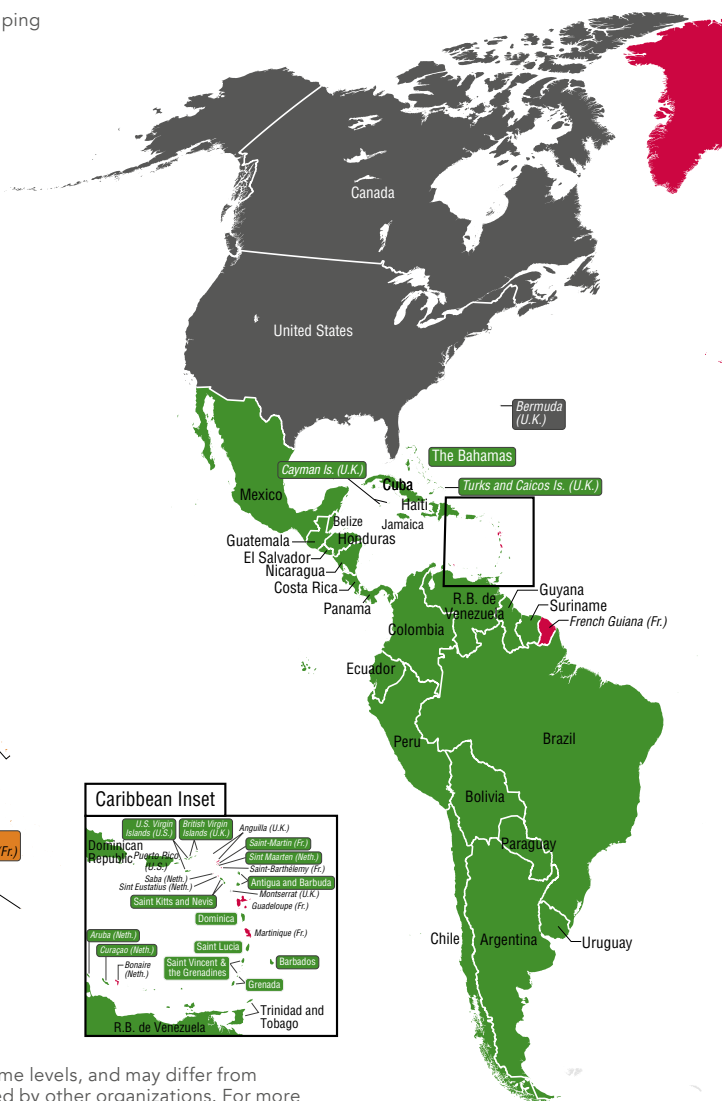 ping
Canada
United States
Bermuda
(U.K.)
The Bahamas
Cayman Is. (U.K.)
Cuba
Turks and Caicos Is. (U.K.)
Mexico
Haiti
Belize
Jamaica
Guatemala
Honduras
El Salvador
Nicaragua
Costa Rica
Panama
Guyana
R.B. de
Venezuela
Suriname
French Guiana (Fr.)
Colombia
Ecuador
Peru
Brazil
Bolivia
Paraguay
Chile
Argentina
Uruguay
(Fr.)
Caribbean Inset
U.S. Virgin
Islands (U.S.)
British Virgin
Islands (U.K.)
Anguilla (U.K.)
Saint-Martin (Fr.)
Dominican
Republic
Puerto Rico
(U.S.)
Sint Maarten (Neth.)
Saint-Barthélemy (Fr.)
Saba (Neth.)
Sint Eustatius (Neth.)
Antigua and Barbuda
Saint Kitts and Nevis
Montserrat (U.K.)
Guadeloupe (Fr.)
Dominica
Martinique (Fr.)
Aruba (Neth.)
Curaçao (Neth.)
Saint Lucia
Bonaire
(Neth.)
Saint Vincent &
the Grenadines
Barbados
Grenada
Trinidad and
Tobago
R.B. de Venezuela
me levels, and may differ from
ed by other organizations. For more